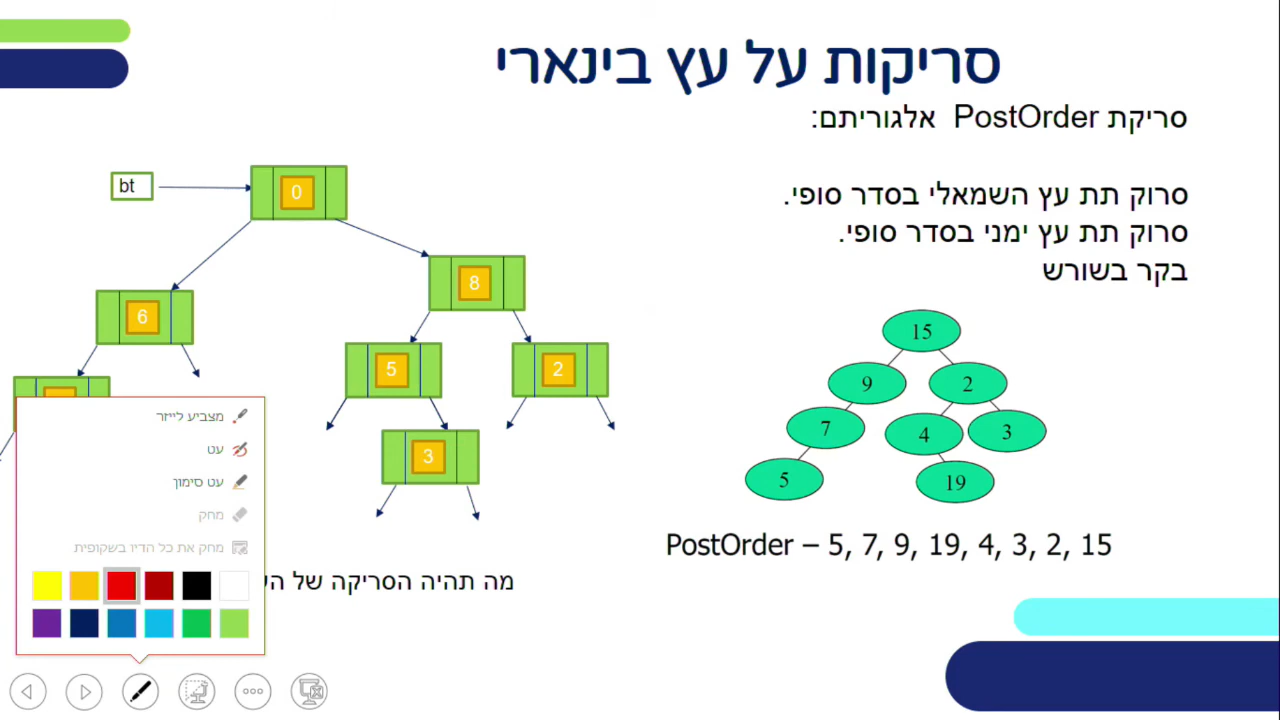 סריקות על עץ בינארי
סריקת PostOrder אלגוריתם:
סרוק תת עץ השמאלי בסדר סופי.
סרוק תת עץ ימני בסדר סופי.
בקר בשורש
bt
0
8
6
5
2
3
15
9
2
7
4
3
5
19
PostOrder – 5, 7, 9, 19, 4, 3, 2, 15
מה תהיה הסריקה של
מצביע לייזר
עט
עט סימון
מחק
מחק את כל הדיו בשקופית